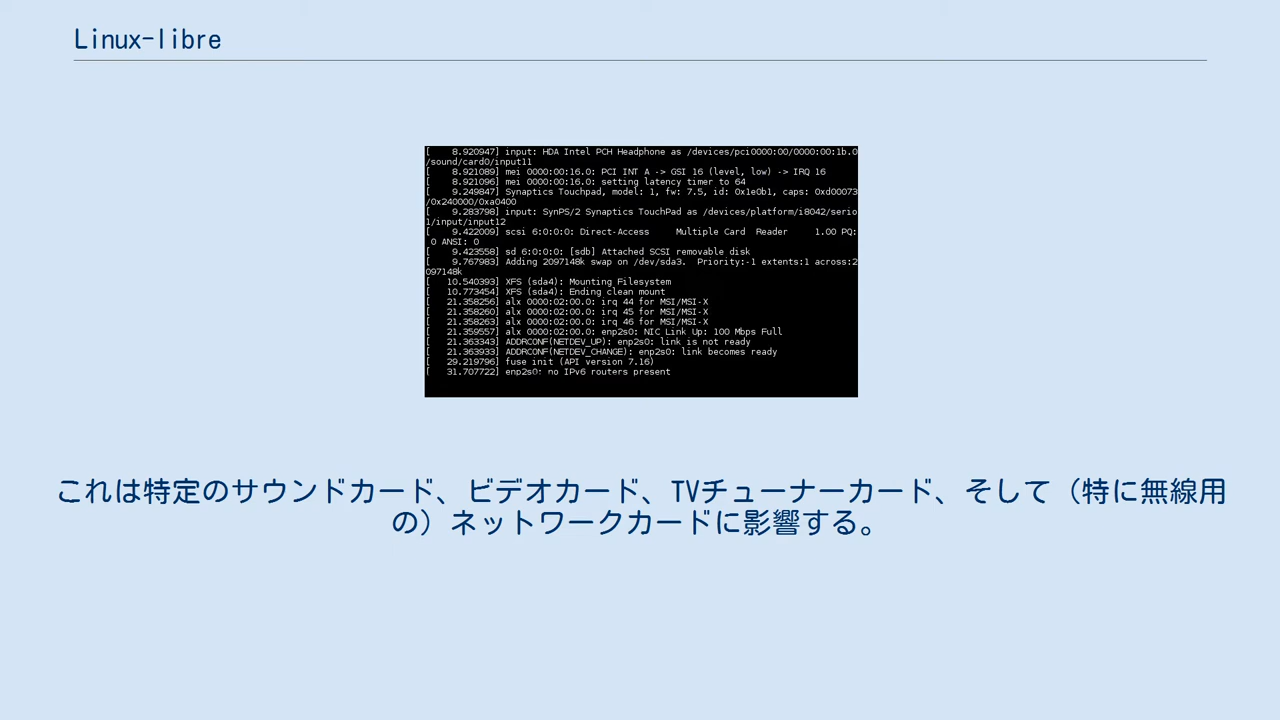 Linux-libre
[    8.920947] input: HDA Intel PCH Headphone as /devices/pci0000:00/0000:00:1b.0
/sound/card0/input11
[    8.921089] mei 0000:00:16.0: PCI INT A -> GSI 16 (level, low) -> IRQ 16
[    8.921096] mei 0000:00:16.0: setting latency timer to 64
[    9.249847] Synaptics Touchpad, model: 1, fw: 7.5, id: 0x1e0b1, caps: 0xd00073
/0x240000/0xa0400
[    9.283798] input: SynPS/2 Synaptics TouchPad as /devices/platform/i8042/serio
1/input/input12
[    9.422009] scsi 6:0:0:0: Direct-Access     Multiple Card  Reader     1.00 PQ:
 0 ANSI: 0
[    9.423558] sd 6:0:0:0: [sdb] Attached SCSI removable disk
[    9.767983] Adding 2097148k swap on /dev/sda3.  Priority:-1 extents:1 across:2
097148k
[   10.540393] XFS (sda4): Mounting Filesystem
[   10.773454] XFS (sda4): Ending clean mount
[   21.358256] alx 0000:02:00.0: irq 44 for MSI/MSI-X
[   21.358260] alx 0000:02:00.0: irq 45 for MSI/MSI-X
[   21.358263] alx 0000:02:00.0: irq 46 for MSI/MSI-X
[   21.359557] alx 0000:02:00.0: enp2s0: NIC Link Up: 100 Mbps Full
[   21.363343] ADDRCONF(NETDEV_UP): enp2s0: link is not ready
[   21.363933] ADDRCONF(NETDEV_CHANGE): enp2s0: link becomes ready
[   29.219796] fuse init (API version 7.16)
[   31.707722] enp2s0: no IPv6 routers present
これは特定のサウンドカード、ビデオカード、TVチューナーカード、そして（特に無線用
の）ネットワークカードに影響する。